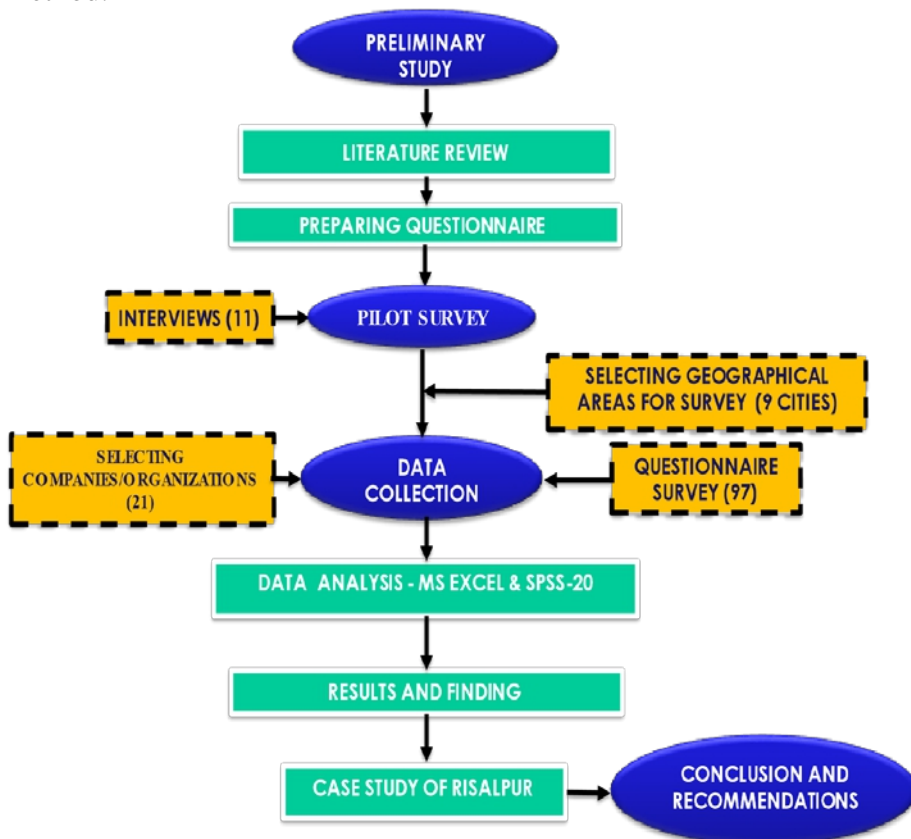 PRELIMINARY
STUDY
LITERATURE REVIEW
PREPARING QUESTIONNAIRE
INTERVIEWS (11)
PILOT SURVEY
SELECTING GEOGRAPHICAL
AREAS FOR SURVEY (9 CITIES)
SELECTING
COMPANIES/ORGANIZATIONS
(21)
DATA
COLLECTION
QUESTIONNAIRE
SURVEY (97)
DATA ANALYSIS - MS EXCEL & SPSS-20
RESULTS AND FINDING
CASE STUDY OF RISALPUR
CONCLUSION AND
RECOMMENDATIONS